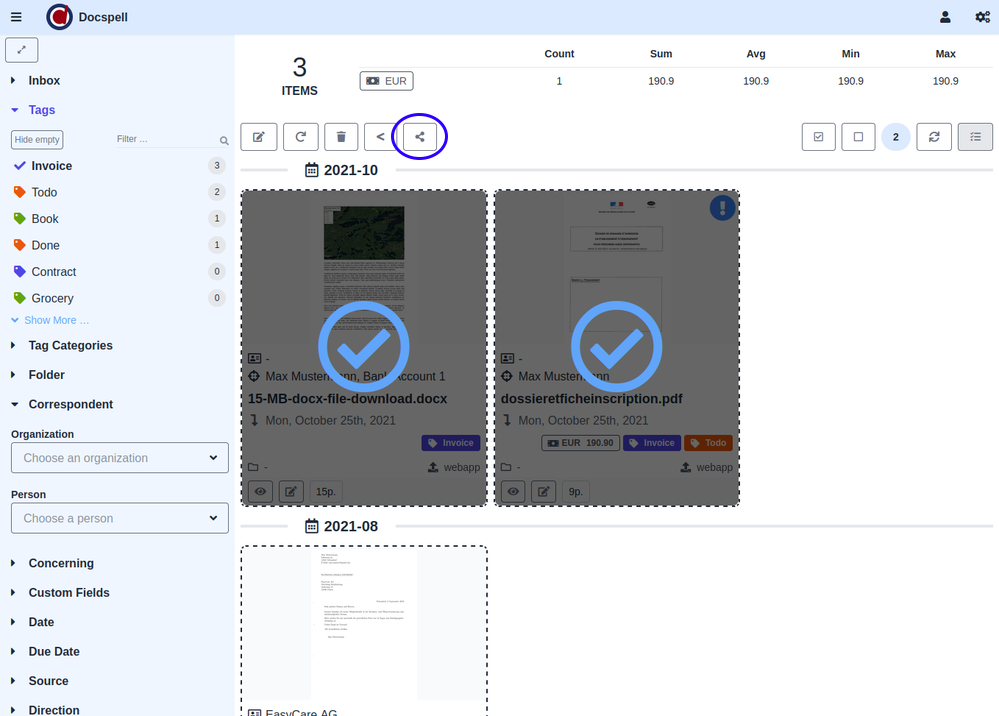 Docspell
Inbox
Tags
Hide empty
Filter ...
Invoice 3
Todo 2
Book 1
Done 1
Contract 0
Grocery 0
Show More …
Tag Categories
Folder
Correspondent
Organization
Choose an organization
Person
Choose a person
Concerning
Custom Fields
Date
Due Date
Source
Direction
3
ITEMS
Count Sum Avg Min Max
EUR 1 190.9 190.9 190.9 190.9
2
2021-10
-
Max Mustermann, Bank Account 1
15-MB-docx-file-download.docx
Mon, October 25th, 2021
Invoice
- webapp
15p.
-
Max Mustermann
dossieretficheinscription.pdf
Mon, October 25th, 2021
EUR 190.90 Invoice Todo
- webapp
9p.
2021-08
EasyCare AG